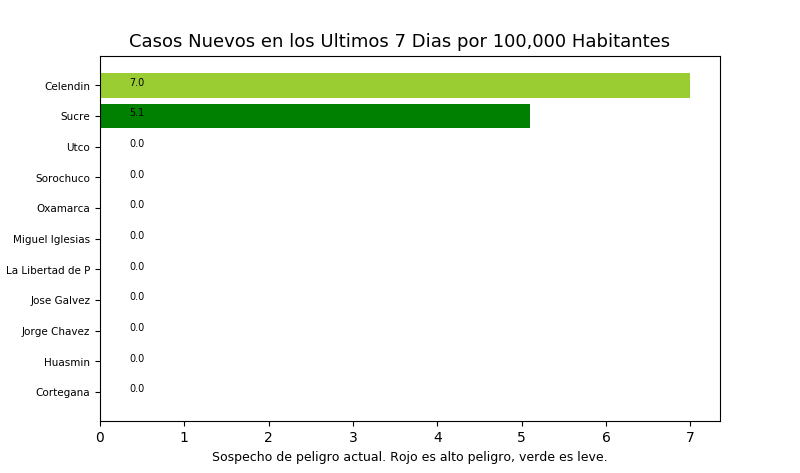 Casos Nuevos en los Ultimos 7 Dias por 100,000 Habitantes
Celendin 7.0
Sucre 5.1
Utco 0.0
Sorochuco 0.0
Oxamarca 0.0
Miguel Iglesias 0.0
La Libertad de P 0.0
Jose Galvez 0.0
Jorge Chavez 0.0
Huasmin 0.0
Cortegana 0.0
0 1 2 3 4 5 6 7
Sospecho de peligro actual. Rojo es alto peligro, verde es leve.